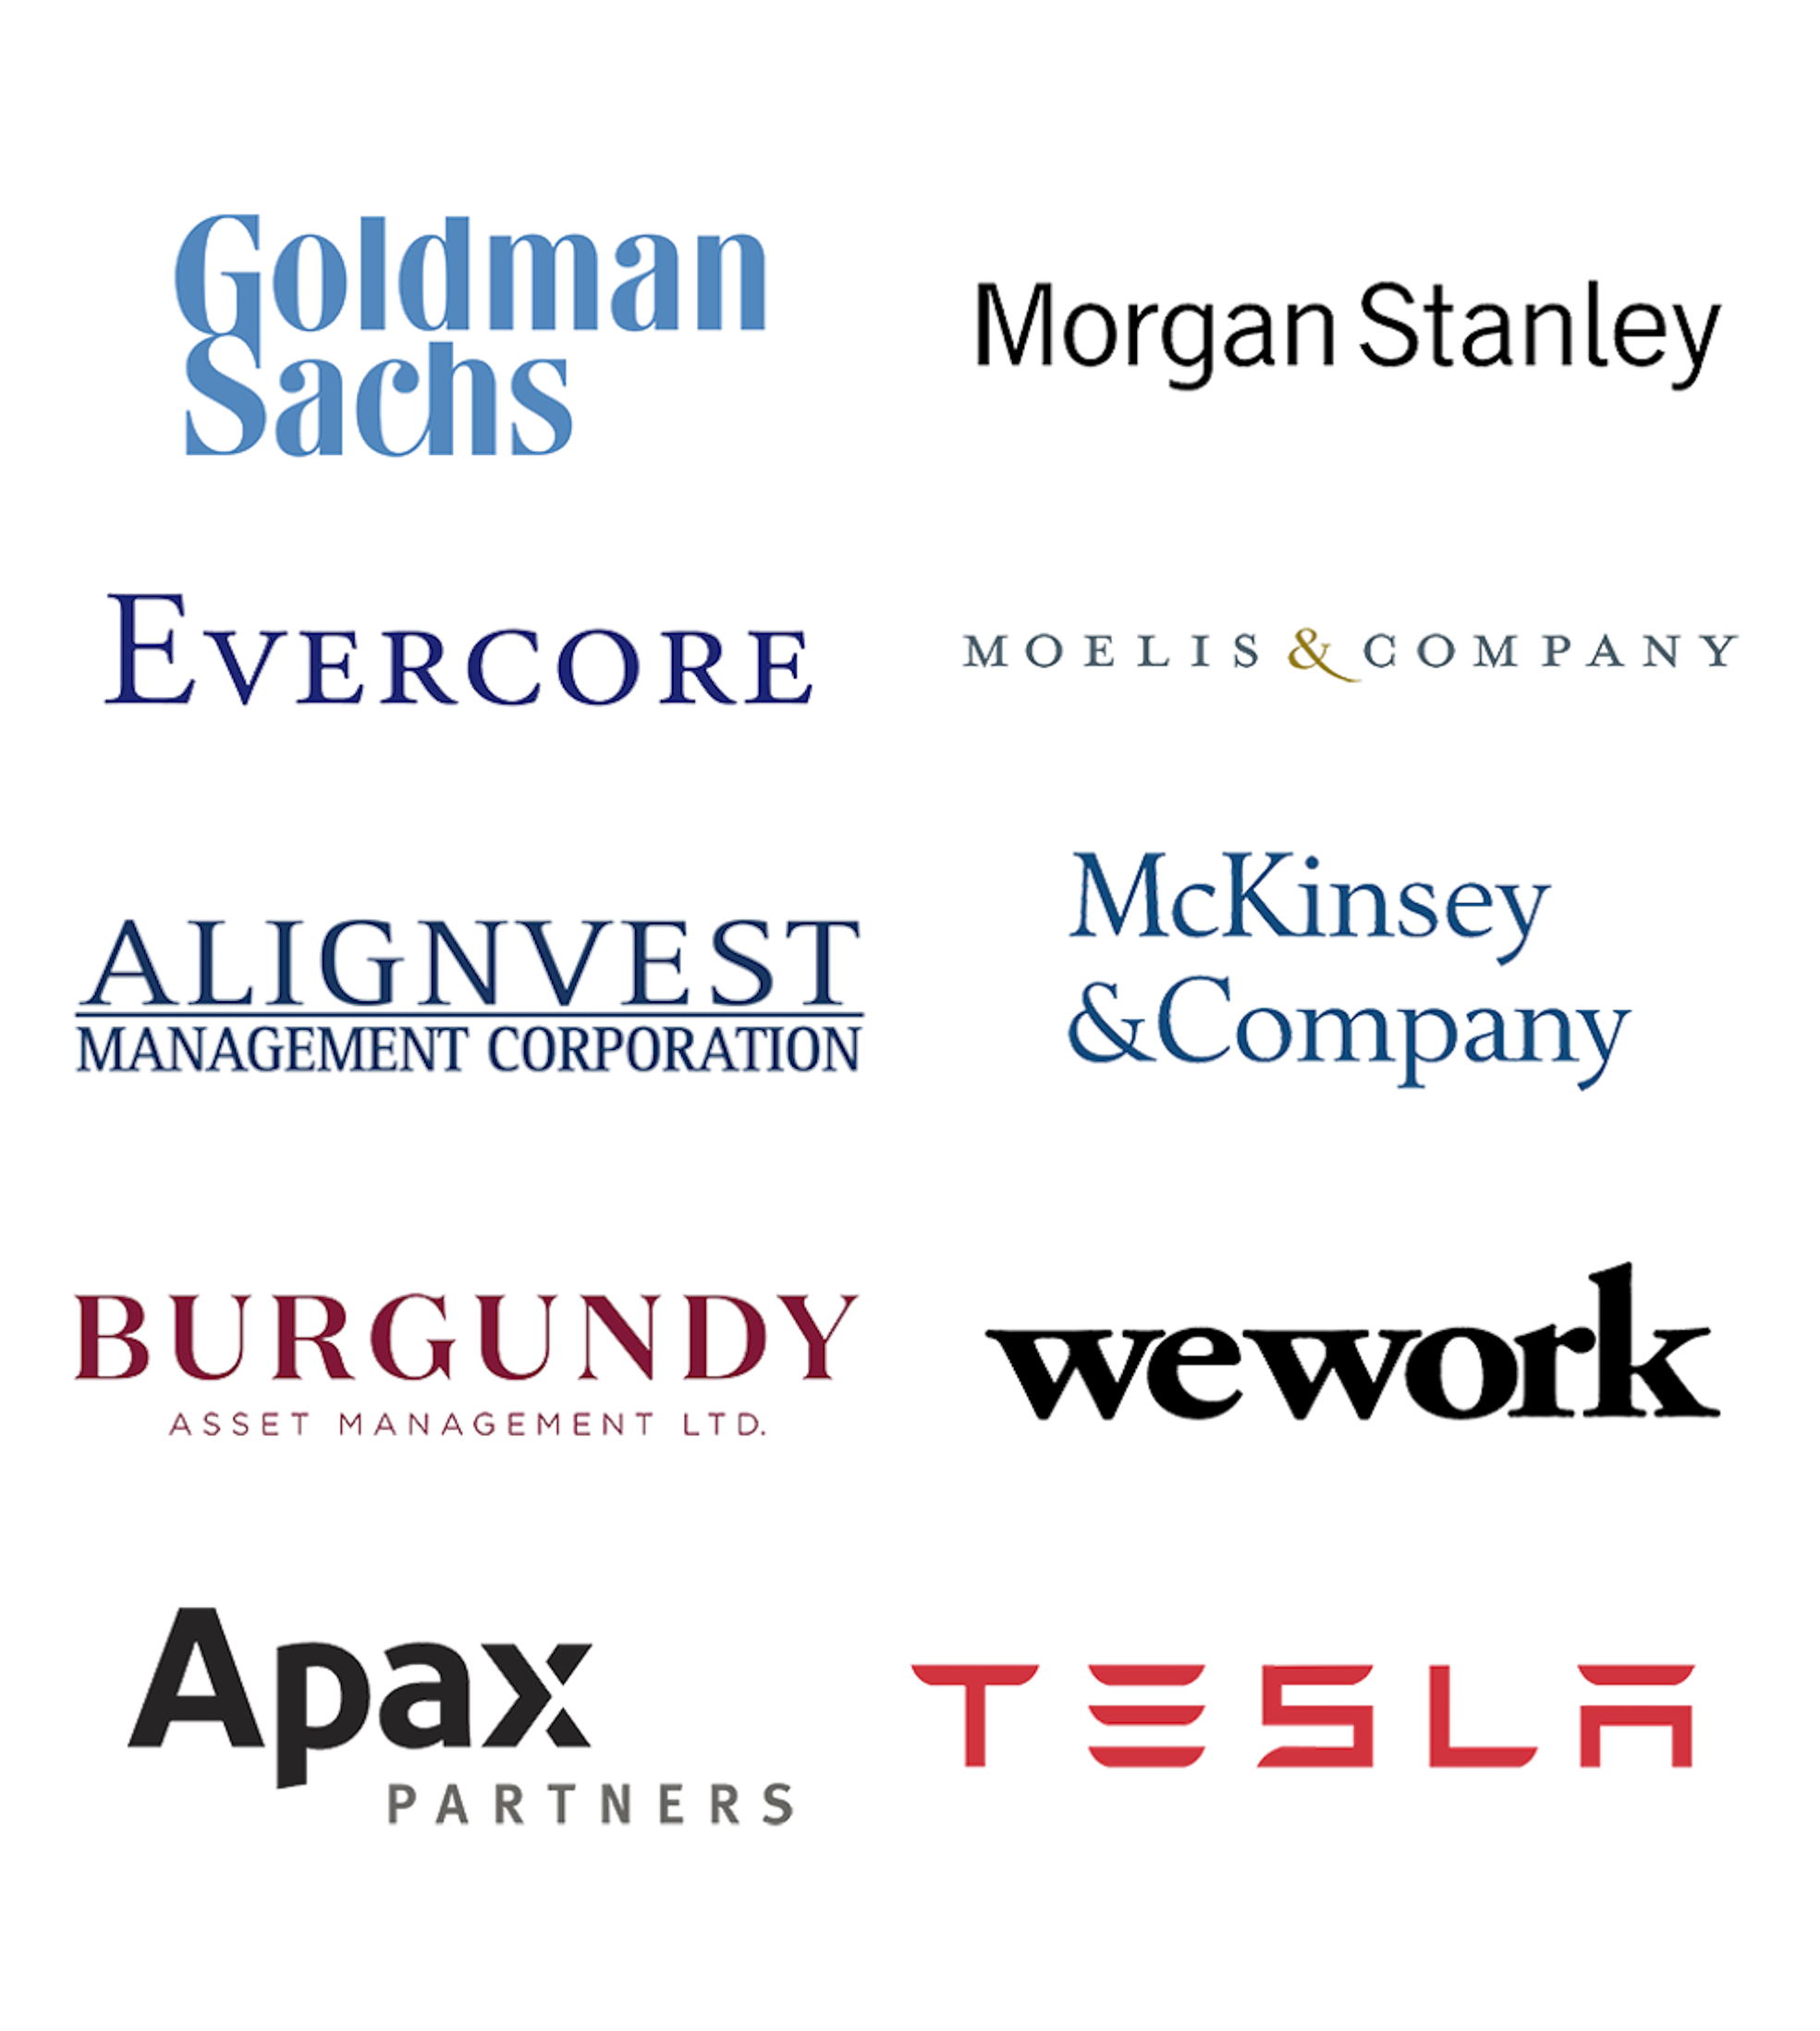 Goldman
Sachs
Morgan Stanley
EVERCORE
MOELIS & COMPANY
ALIGNVEST
MANAGEMENT CORPORATION
McKinsey
&Company
BURGUNDY
ASSET MANAGEMENT LTD.
wework
Apax
PARTNERS
TESLA